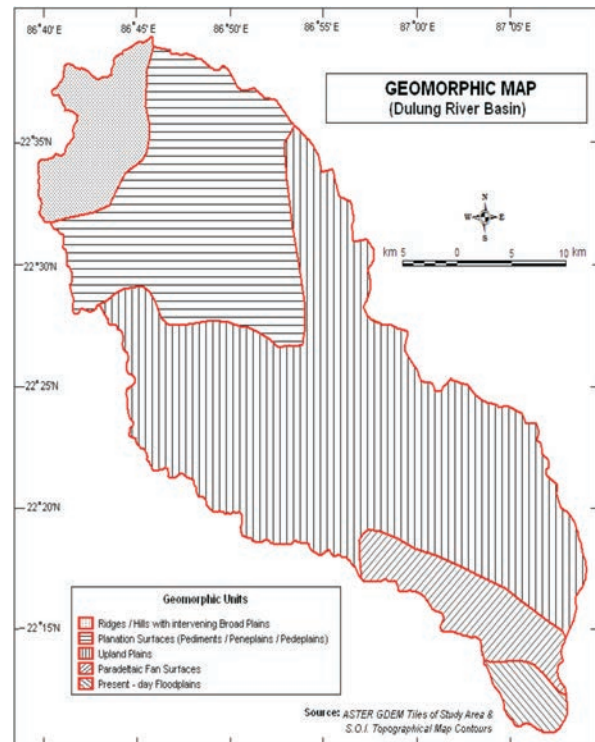 86°40'E 86°45'E 86°50'E 86°55'E 87°00'E 87°05'E
GEOMORPHIC MAP
(Dulung River Basin)
22°35'N
N
W E
S
km 5 0 5 10 km
22°30'N
22°25'N
22°20'N
22°15'N
Geomorphic Units
Ridges / Hills with intervening Broad Plains
Planation Surfaces (Pediments / Peneplains / Pedeplains)
Upland Plains
Paradeltaic Fan Surfaces
Present - day Floodplains
Source: ASTER GDEM Tiles of Study Area &
S.O.I. Topographical Map Contours